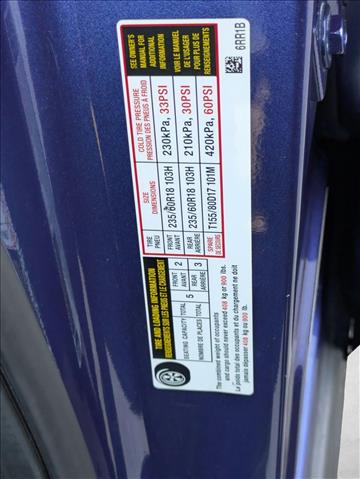 TIRE AND LOADING INFORMATION
RENSEIGNEMENTS SUR LES PNEUS ET LE CHARGEMENT
SEATING CAPACITY TOTAL 5 FRONT 2 REAR 3
NOMBRE DE PLACES TOTAL AVANT ARRIÈRE
The combined weight of occupants
and cargo should never exceed 408 kg or 900 lbs.
Le poids total des occupants et du chargement ne doit
jamais dépasser 408 kg ou 900 lb.
TIRE SIZE COLD TIRE PRESSURE
PNEU DIMENSIONS PRESSION DES PNEUS À FROID
FRONT 235/60R18 103H 230kPa, 33PSI
AVANT
REAR 235/60R18 103H 210kPa, 30PSI
ARRIÈRE
SPARE T155/80D17 101M 420kPa, 60PSI
DE SECOURS
SEE OWNER'S
MANUAL FOR
ADDITIONAL
INFORMATION
VOIR LE MANUEL
DE L'USAGER
POUR PLUS DE
RENSEIGNEMENTS
6RR1B